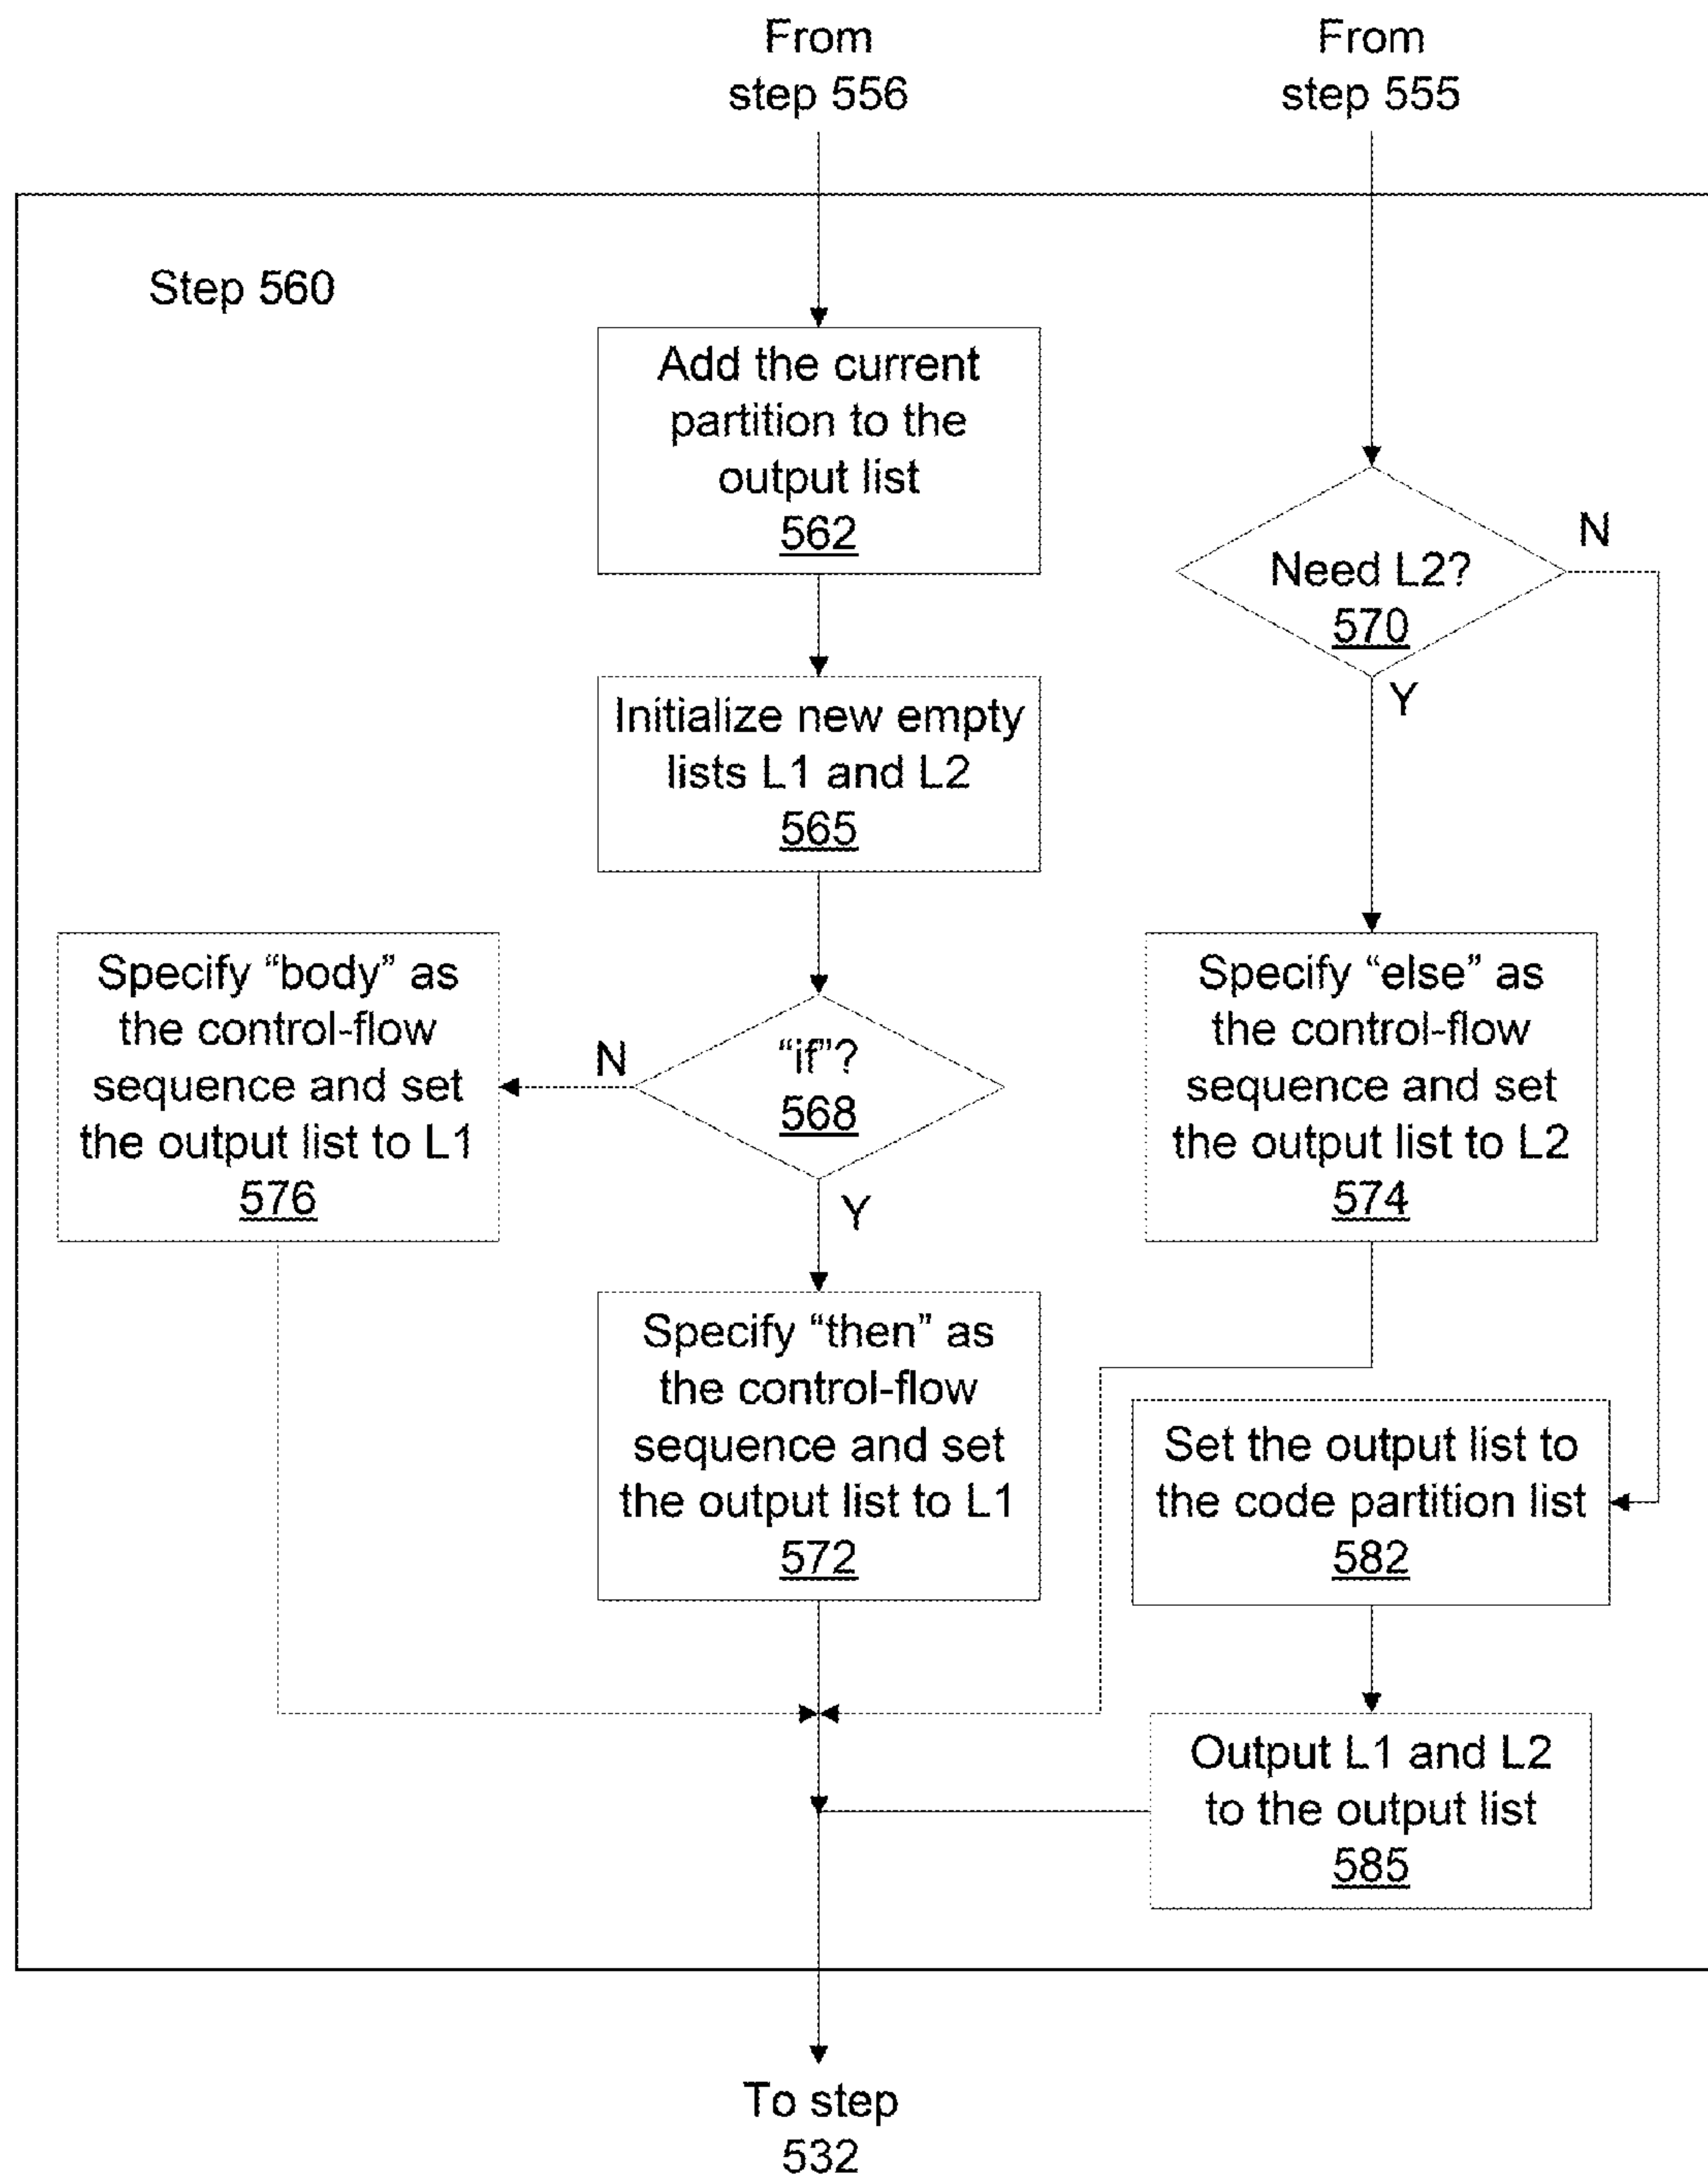 From
step 556
From
step 555
Step 560
Add the current
partition to the
output list
562
Need L2?
570
N
Y
Initialize new empty
lists L1 and L2
565
Specify “body” as
the control-flow
sequence and set
the output list to L1
576
N
“if”?
568
Y
Specify “else” as
the control-flow
sequence and set
the output list to L2
574
Specify “then” as
the control-flow
sequence and set
the output list to L1
572
Set the output list to
the code partition list
582
Output L1 and L2
to the output list
585
To step
532